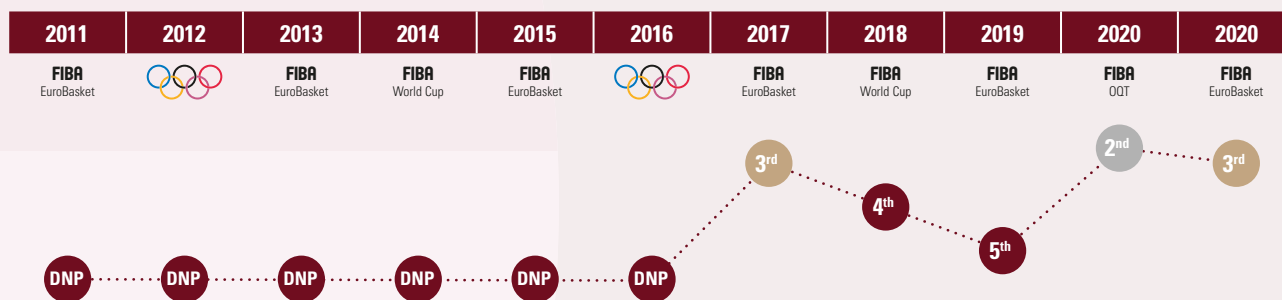 2011 2012 2013 2014 2015 2016 2017 2018 2019 2020 2020
FIBA FIBA FIBA FIBA FIBA FIBA FIBA FIBA FIBA
EuroBasket EuroBasket World Cup EuroBasket EuroBasket World Cup EuroBasket OQT EuroBasket
2nd
3rd 3rd
4th
5th
DNP DNP DNP DNP DNP DNP